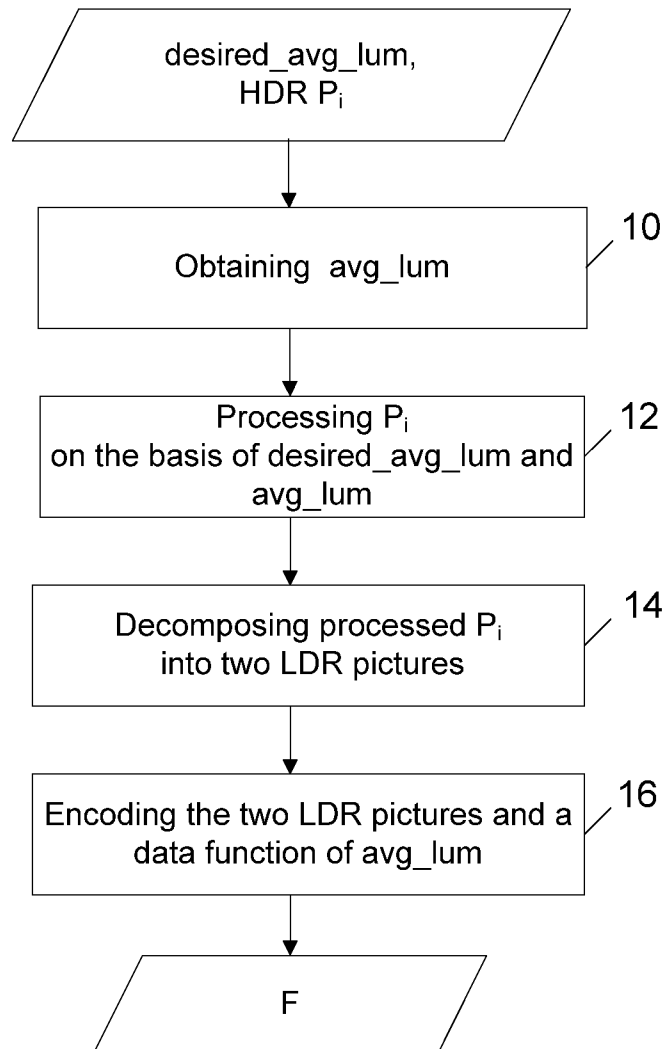 desired_avg_lum,
HDR Pi
10
Obtaining avg_lum
12
Processing Pi
on the basis of desired_avg_lum and
avg_lum
14
Decomposing processed Pi
into two LDR pictures
16
Encoding the two LDR pictures and a
data function of avg_lum
F